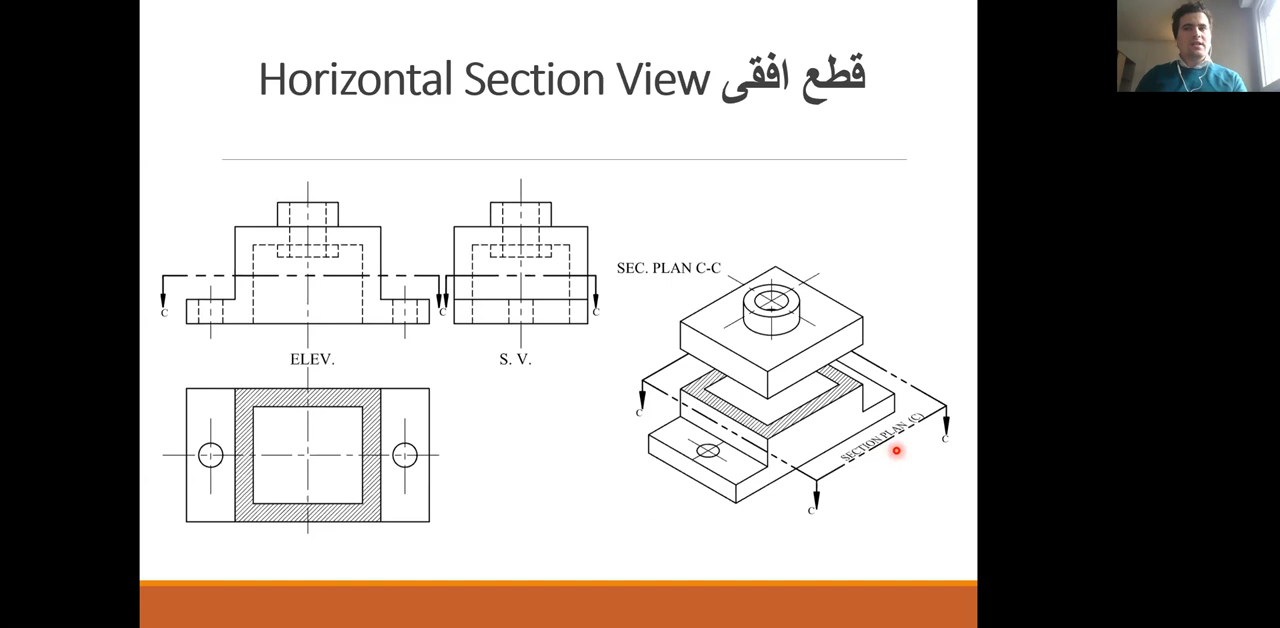 Horizontal Section View قطع افقی
SEC. PLAN C-C
C
C
C
C
ELEV.
S. V.
C
SECTION PLAN (C)
C
C